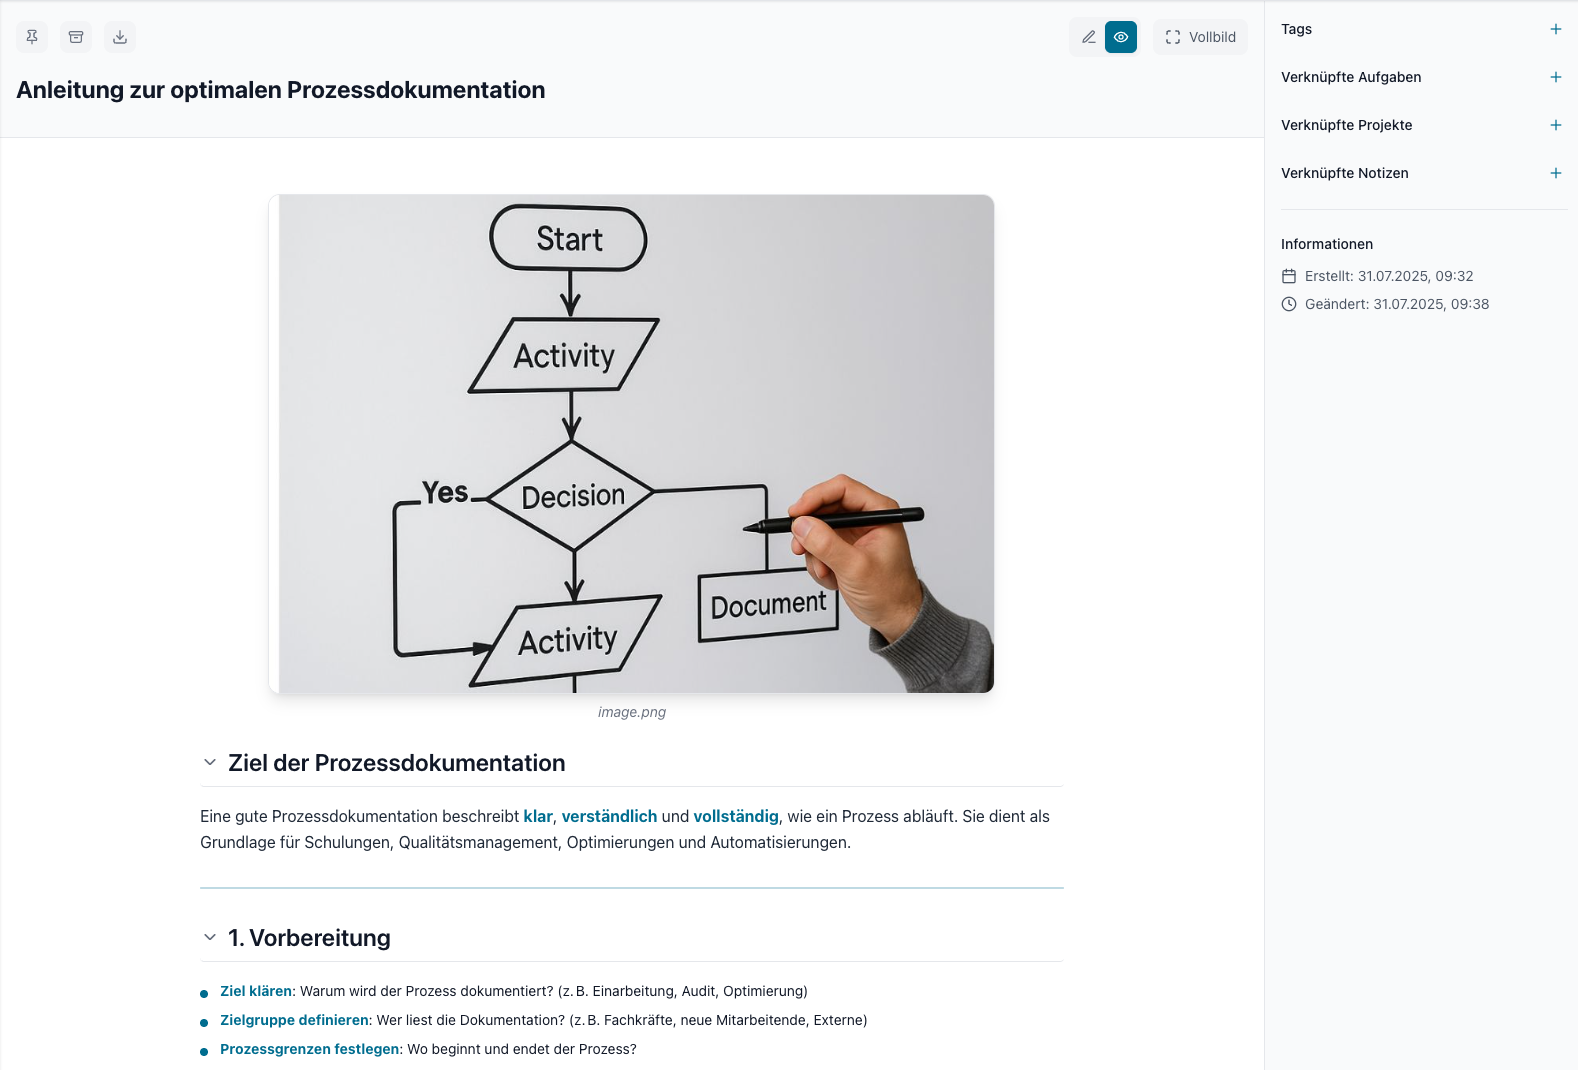 Vollbild
Anleitung zur optimalen Prozessdokumentation
Start
Activity
Yes
Decision
Document
Activity
image.png
Ziel der Prozessdokumentation
Eine gute Prozessdokumentation beschreibt klar, verständlich und vollständig, wie ein Prozess abläuft. Sie dient als
Grundlage für Schulungen, Qualitätsmanagement, Optimierungen und Automatisierungen.
1. Vorbereitung
Ziel klären: Warum wird der Prozess dokumentiert? (z. B. Einarbeitung, Audit, Optimierung)
Zielgruppe definieren: Wer liest die Dokumentation? (z. B. Fachkräfte, neue Mitarbeitende, Externe)
Prozessgrenzen festlegen: Wo beginnt und endet der Prozess?
Tags
Verknüpfte Aufgaben
Verknüpfte Projekte
Verknüpfte Notizen
Informationen
Erstellt: 31.07.2025, 09:32
Geändert: 31.07.2025, 09:38